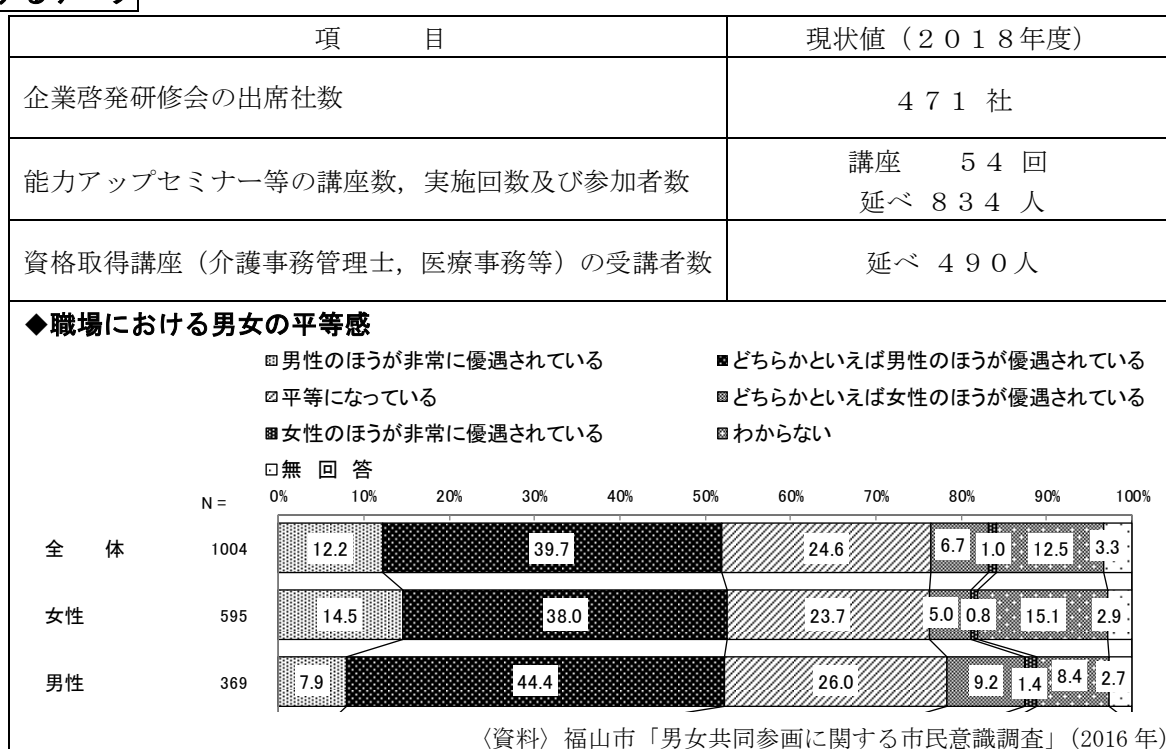 項　　　目　現状値（２０１８年度）
企業啓発研修会の出席社数　４７１ 社
能力アップセミナー等の講座数，実施回数及び参加者数　講座　　５４ 回
延べ ８３４ 人
資格取得講座（介護事務管理士，医療事務等）の受講者数　延べ ４９０人
◆職場における男女の平等感
男性のほうが非常に優遇されている　どちらかといえば男性のほうが優遇されている
平等になっている　どちらかといえば女性のほうが優遇されている
女性のほうが非常に優遇されている　わからない
無　回　答
N =　0%　10%　20%　30%　40%　50%　60%　70%　80%　90%　100%
全　体　1004　12.2　39.7　24.6　6.7　1.0　12.5　3.3
女性　595　14.5　38.0　23.7　5.0　0.8　15.1　2.9
男性　369　7.9　44.4　26.0　9.2　1.4　8.4　2.7
〈資料〉福山市「男女共同参画に関する市民意識調査」（2016 年）